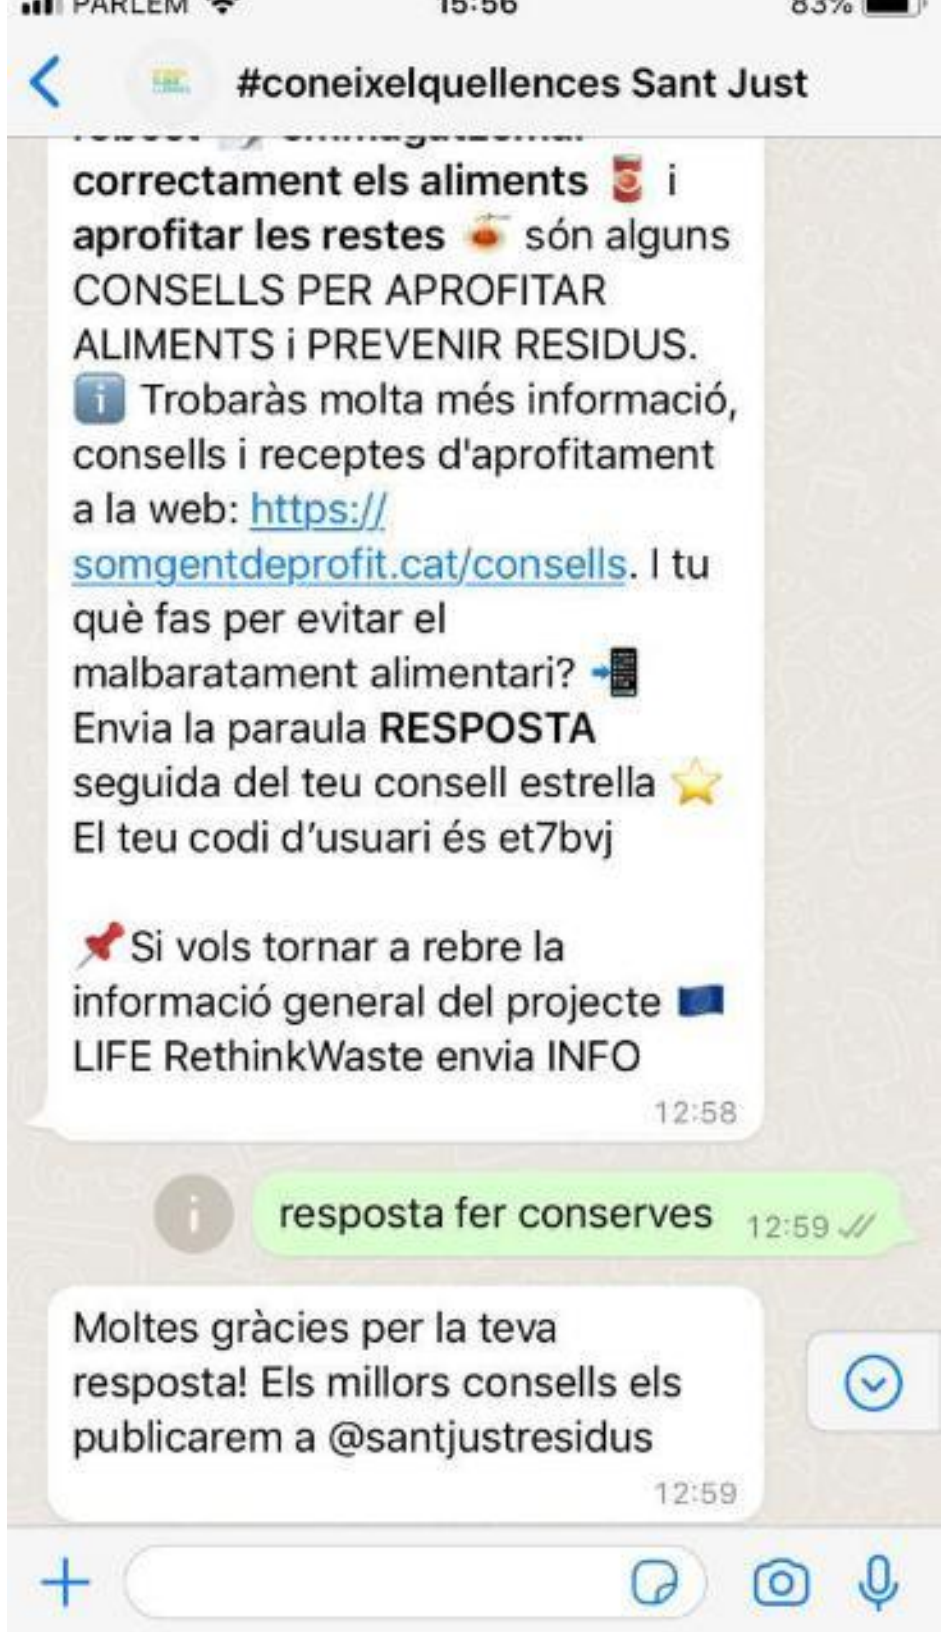 PARLEM 15:56 83%
#coneixelquellences Sant Just
rebost emmagatzemar
correctament els aliments 🥫 i
aprofitar les restes 🍝 són alguns
CONSELLS PER APROFITAR
ALIMENTS i PREVENIR RESIDUS.
ℹ️ Trobaràs molta més informació,
consells i receptes d'aprofitament
a la web: https://
somgentdeprofit.cat/consells. I tu
què fas per evitar el
malbaratament alimentari? 📲
Envia la paraula RESPOSTA
seguida del teu consell estrella ⭐
El teu codi d’usuari és et7bvj
📌Si vols tornar a rebre la
informació general del projecte 🇪🇺
LIFE RethinkWaste envia INFO
12:58
resposta fer conserves 12:59
Moltes gràcies per la teva
resposta! Els millors consells els
publicarem a @santjustresidus
12:59